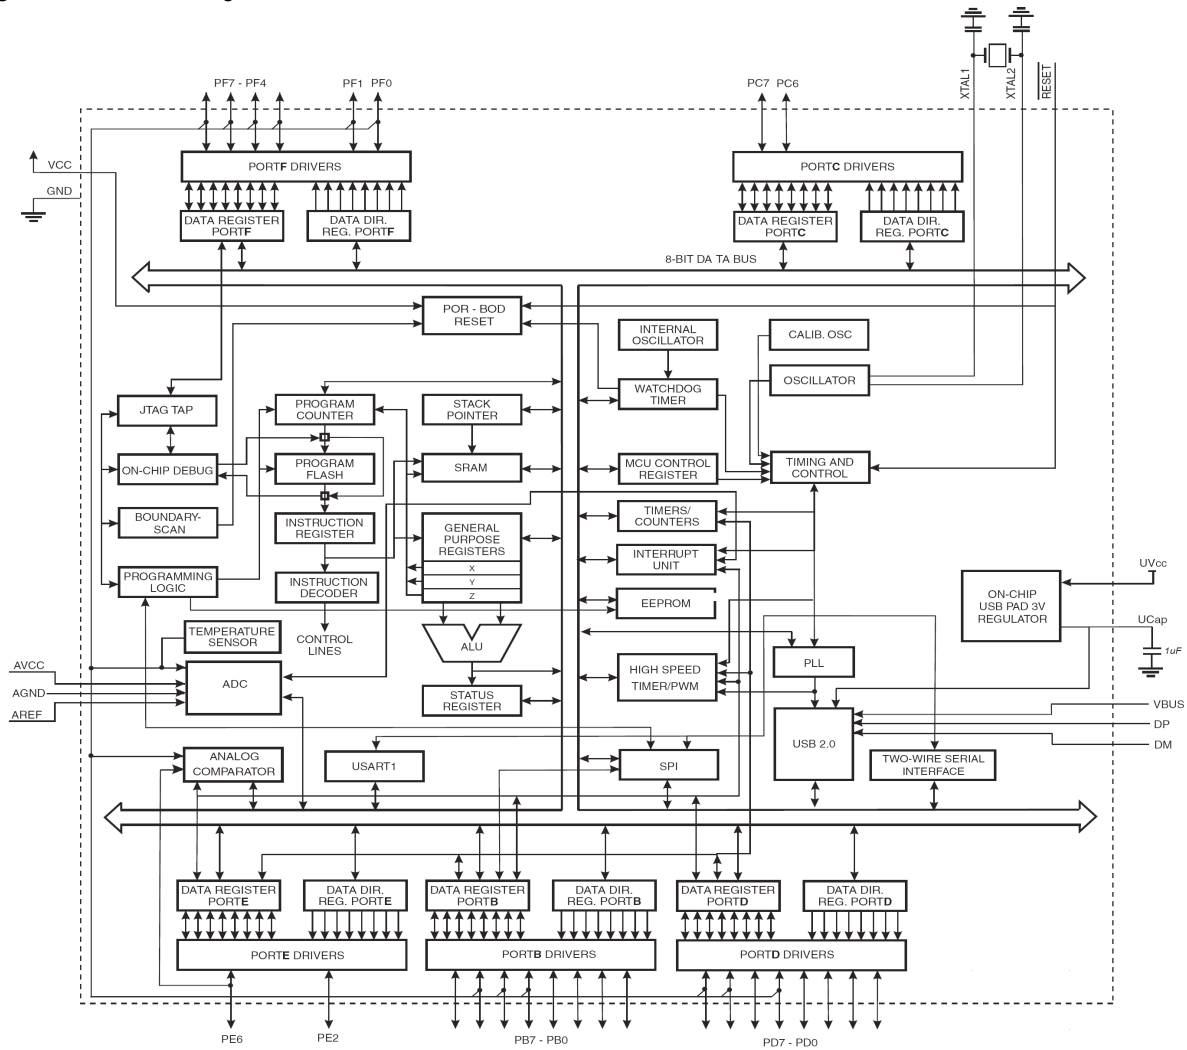 XTAL1
XTAL2
RESET
PF7 - PF4
PF1
PF0
PC7
PC6
VCC
GND
PORTF DRIVERS
PORTC DRIVERS
DATA REGISTER
PORTF
DATA DIR.
REG. PORTF
DATA REGISTER
PORTC
DATA DIR.
REG. PORTC
8-BIT DA TA BUS
POR - BOD
RESET
INTERNAL
OSCILLATOR
CALIB. OSC
OSCILLATOR
WATCHDOG
TIMER
JTAG TAP
PROGRAM
COUNTER
STACK
POINTER
ON-CHIP DEBUG
PROGRAM
FLASH
SRAM
MCU CONTROL
REGISTER
TIMING AND
CONTROL
BOUNDARY-
SCAN
INSTRUCTION
REGISTER
GENERAL
PURPOSE
REGISTERS
X
Y
Z
TIMERS/
COUNTERS
INTERRUPT
UNIT
PROGRAMMING
LOGIC
INSTRUCTION
DECODER
EEPROM
ON-CHIP
USB PAD 3V
REGULATOR
UVcc
UCap
1uF
TEMPERATURE
SENSOR
CONTROL
LINES
ALU
AVCC
AGND
AREF
ADC
STATUS
REGISTER
HIGH SPEED
TIMER/PWM
PLL
VBUS
DP
DM
ANALOG
COMPARATOR
USART1
SPI
USB 2.0
TWO-WIRE SERIAL
INTERFACE
DATA REGISTER
PORTE
DATA DIR.
REG. PORTE
DATA REGISTER
PORTB
DATA DIR.
REG. PORTB
DATA REGISTER
PORTD
DATA DIR.
REG. PORTD
PORTE DRIVERS
PORTB DRIVERS
PORTD DRIVERS
PE6
PE2
PB7 - PB0
PD7 - PD0